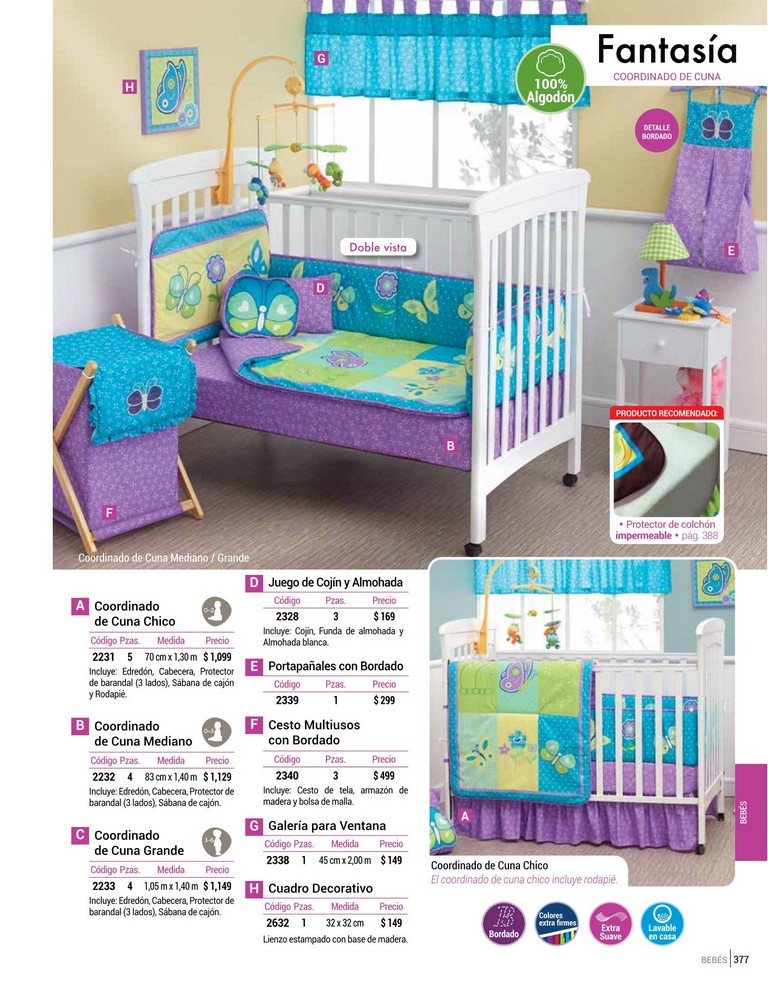 Fantasía
COORDINADO DE CUNA
100%
Algodón
G
H
DETALLE
BORDADO
E
Doble vista
D
B
F
PRODUCTO RECOMENDADO:
• Protector de colchón
impermeable • pág. 388
Coordinado de Cuna Mediano / Grande
A Coordinado
de Cuna Chico
0-2
Código Pzas. Medida Precio
2231 5 70 cm x 1,30 m $ 1,099
Incluye: Edredón, Cabecera, Protector
de barandal (3 lados), Sábana de cajón
y Rodapié.
B Coordinado
de Cuna Mediano
0-3
Código Pzas. Medida Precio
2232 4 83 cm x 1,40 m $ 1,129
Incluye: Edredón, Cabecera, Protector de
barandal (3 lados), Sábana de cajón.
C Coordinado
de Cuna Grande
Código Pzas. Medida Precio
2233 4 1,05 m x 1,40 m $ 1,149
Incluye: Edredón, Cabecera, Protector de
barandal (3 lados), Sábana de cajón.
D Juego de Cojín y Almohada
Código Pzas. Precio
2328 3 $ 169
Incluye: Cojín, Funda de almohada y
Almohada blanca.
E Portapañales con Bordado
Código Pzas. Precio
2339 1 $ 299
F Cesto Multiusos
con Bordado
Código Pzas. Precio
2340 3 $ 499
Incluye: Cesto de tela, armazón de
madera y bolsa de malla.
G Galería para Ventana
Código Pzas. Medida Precio
2338 1 45 cm x 2,00 m $ 149
H Cuadro Decorativo
Código Pzas. Medida Precio
2632 1 32 x 32 cm $ 149
Lienzo estampado con base de madera.
A
Coordinado de Cuna Chico
El coordinado de cuna chico incluye rodapié.
BEBÉS
Bordado
Colores
extra firmes
Extra
Suave
Lavable
en casa
BEBÉS 377